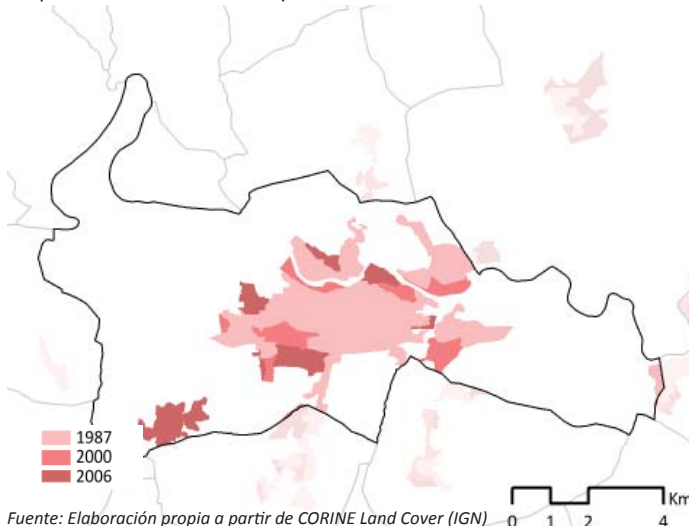 1987
2000
2006
Km
0 1 2 4
Fuente: Elaboración propia a partir de CORINE Land Cover (IGN)